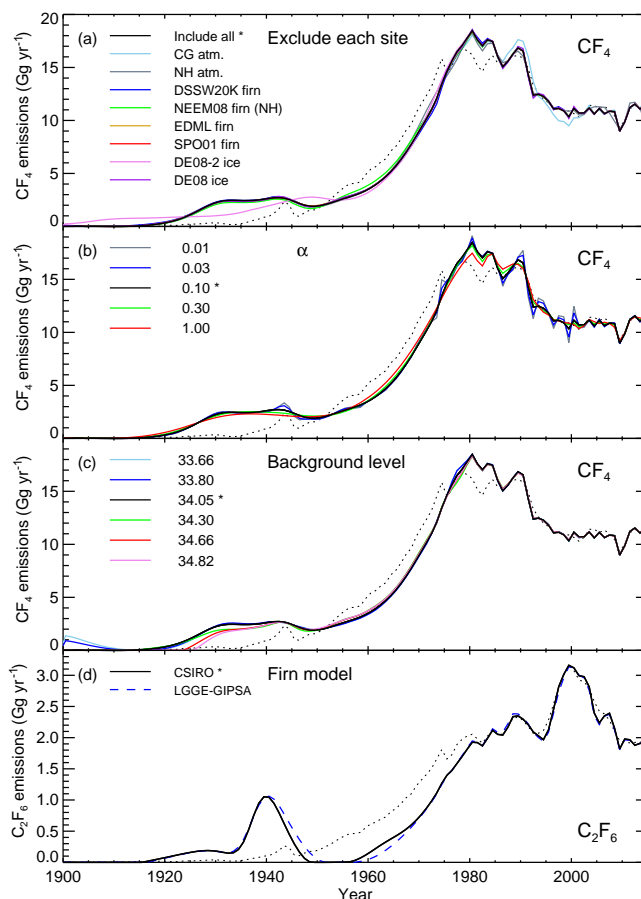 (a) Include all * Exclude each site CF4
CG atm.
NH atm.
DSSW20K firn
NEEM08 firn (NH)
EDML firn
SPO01 firn
DE08-2 ice
DE08 ice
CF4 emissions (Gg yr-1)
20
15
10
5
0
(b) 0.01 α CF4
0.03
0.10 *
0.30
1.00
CF4 emissions (Gg yr-1)
15
10
5
0
(c) 33.66 Background level CF4
33.80
34.05 *
34.30
34.66
34.82
CF4 emissions (Gg yr-1)
15
10
5
0
(d) CSIRO * Firn model
LGGE-GIPSA
C2F6 emissions (Gg yr-1)
3.0
2.5
2.0
1.5
1.0
0.5
0.0
C2F6
1900 1920 1940 1960 1980 2000
Year